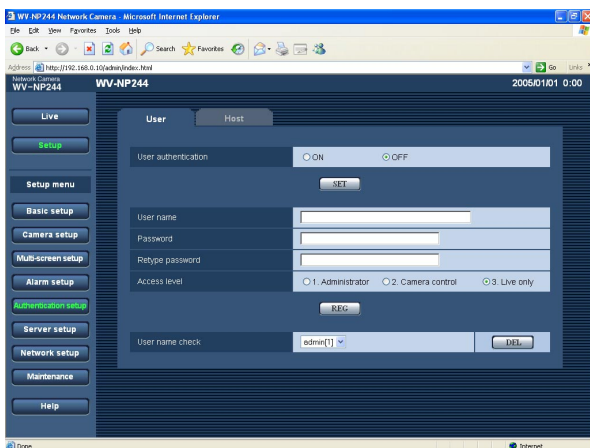 WV-NP244 Network Camera - Microsoft Internet Explorer
File Edit View Favorites Tools Help
Back Search Favorites
Address http://192.168.0.10/admin/index.html Go Links
Network Camera
WV-NP244
WV-NP244
2005/01/01 0:00
Live
Setup
Setup menu
Basic setup
Camera setup
Multi-screen setup
Alarm setup
Authentication setup
Server setup
Network setup
Maintenance
Help
User Host
User authentication ON OFF
SET
User name
Password
Retype password
Access level 1. Administrator 2. Camera control 3. Live only
REG
User name check admin[1] DEL
Done Internet